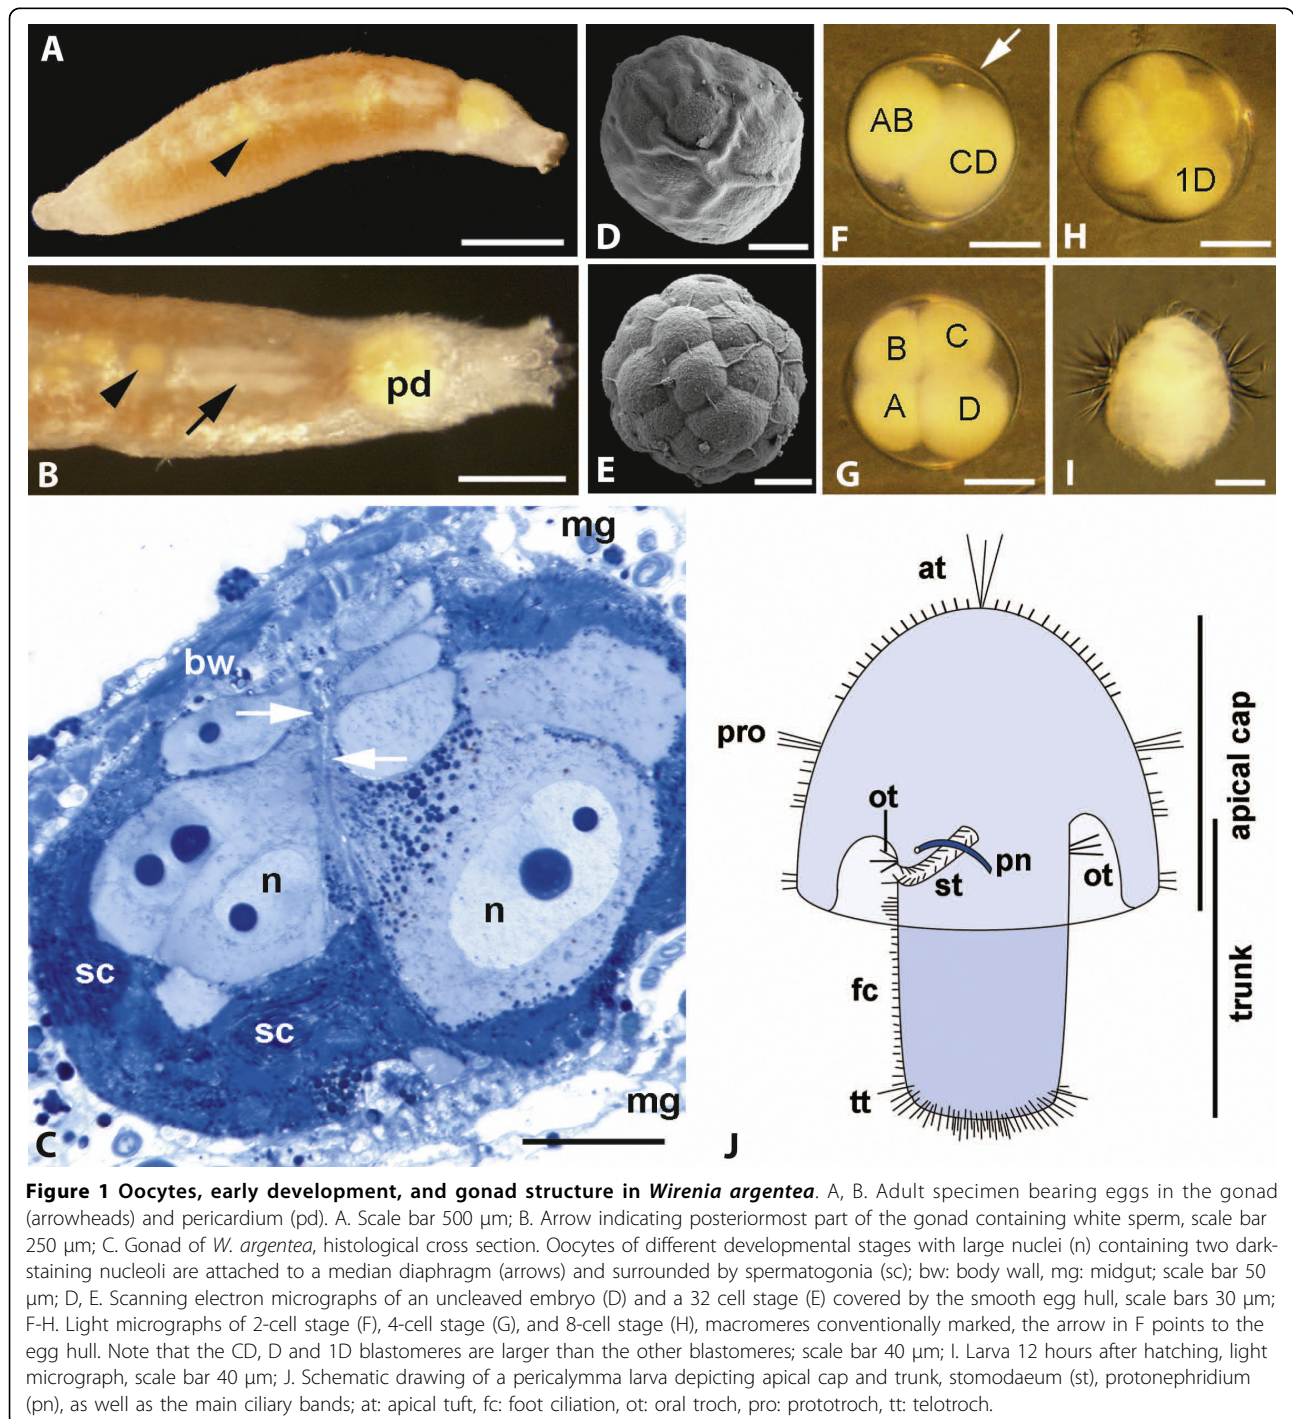 A
B
pd
D
E
AB
CD
F
H
1D
B
C
A
D
G
I
mg
bw
n
n
sc
sc
mg
C
at
pro
ot
st
pn
ot
fc
tt
apical cap
trunk
J
Figure 1 Oocytes, early development, and gonad structure in Wirenia argentea. A, B. Adult specimen bearing eggs in the gonad
(arrowheads) and pericardium (pd). A. Scale bar 500 μm; B. Arrow indicating posteriormost part of the gonad containing white sperm, scale bar
250 μm; C. Gonad of W. argentea, histological cross section. Oocytes of different developmental stages with large nuclei (n) containing two dark-
staining nucleoli are attached to a median diaphragm (arrows) and surrounded by spermatogonia (sc); bw: body wall, mg: midgut; scale bar 50
μm; D, E. Scanning electron micrographs of an uncleaved embryo (D) and a 32 cell stage (E) covered by the smooth egg hull, scale bars 30 μm;
F-H. Light micrographs of 2-cell stage (F), 4-cell stage (G), and 8-cell stage (H), macromeres conventionally marked, the arrow in F points to the
egg hull. Note that the CD, D and 1D blastomeres are larger than the other blastomeres; scale bar 40 μm; I. Larva 12 hours after hatching, light
micrograph, scale bar 40 μm; J. Schematic drawing of a pericalymma larva depicting apical cap and trunk, stomodaeum (st), protonephridium
(pn), as well as the main ciliary bands; at: apical tuft, fc: foot ciliation, ot: oral troch, pro: prototroch, tt: telotroch.